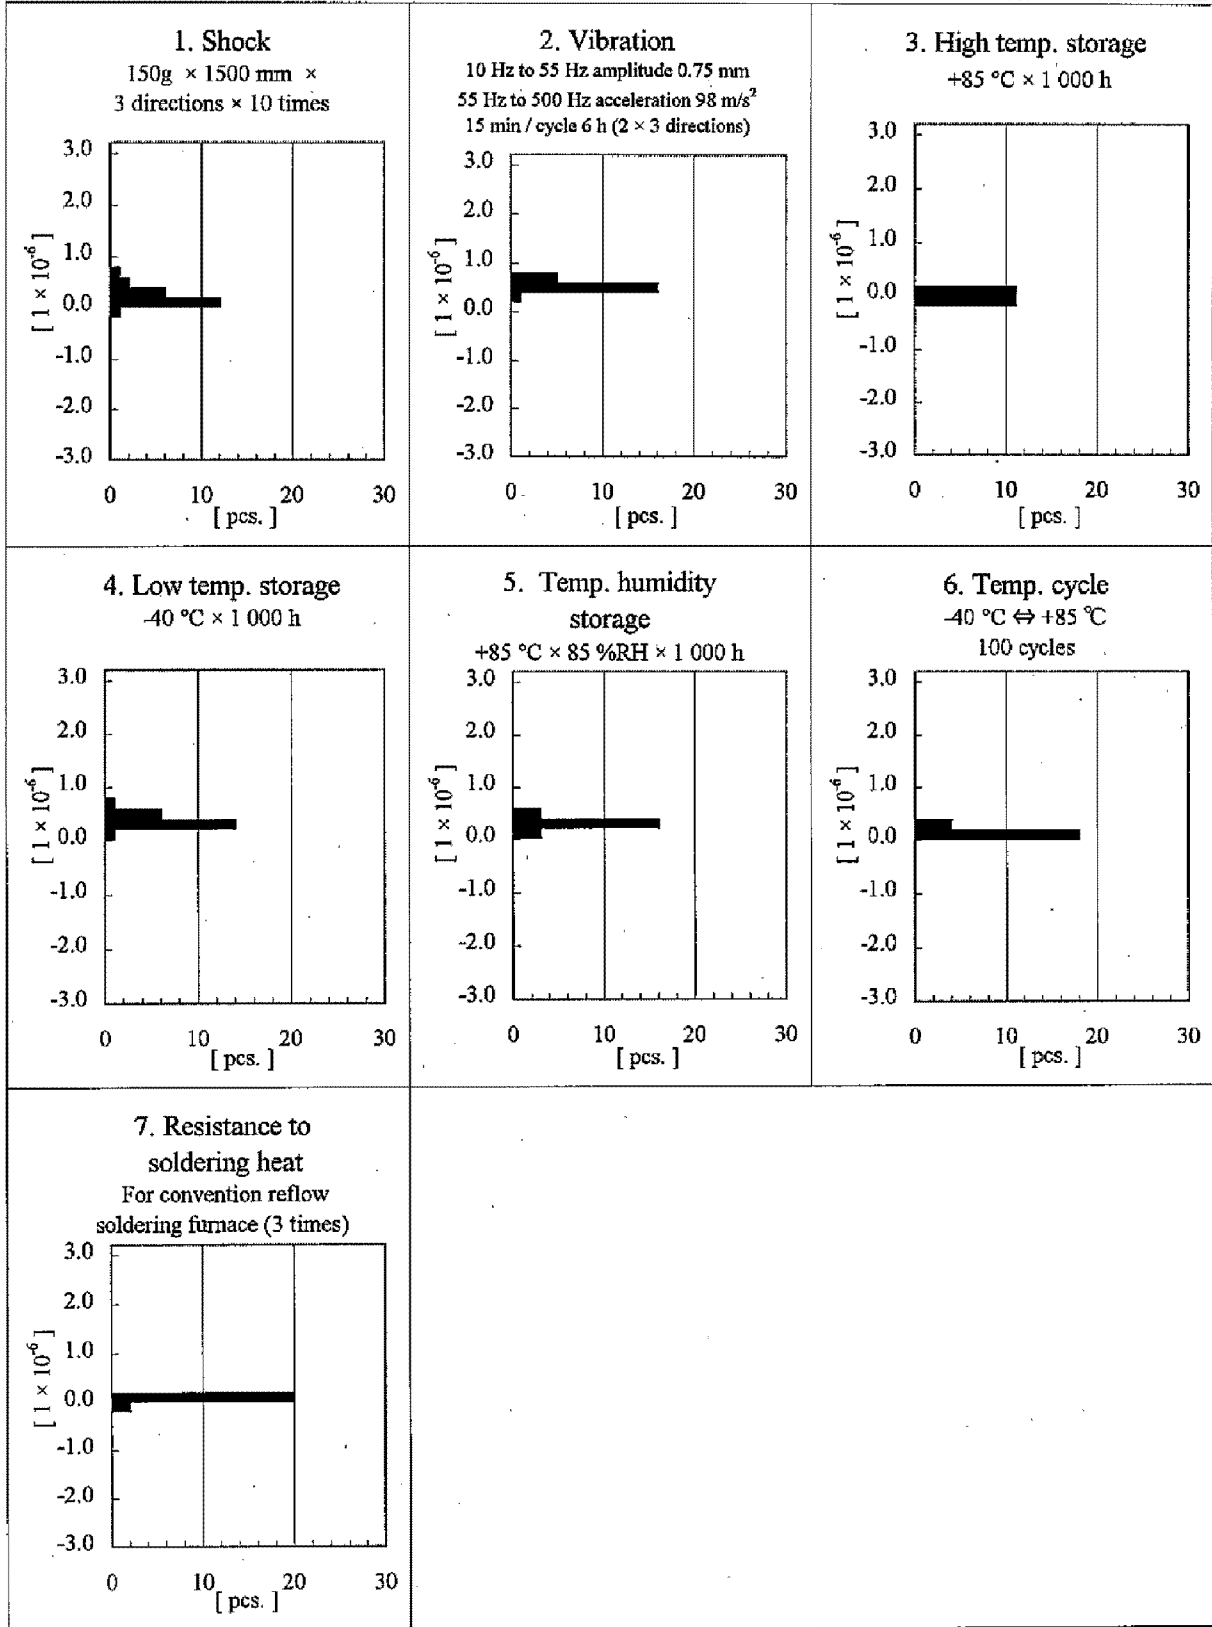 1. Shock
150g × 1500 mm ×
3 directions × 10 times
3.0
2.0
1.0
0.0
-1.0
-2.0
-3.0
[ 1 × 10⁻⁶ ]
0 10 20 30
[ pcs. ]
2. Vibration
10 Hz to 55 Hz amplitude 0.75 mm
55 Hz to 500 Hz acceleration 98 m/s²
15 min / cycle 6 h (2 × 3 directions)
3.0
2.0
1.0
0.0
-1.0
-2.0
-3.0
[ 1 × 10⁻⁶ ]
0 10 20 30
[ pcs. ]
3. High temp. storage
+85 °C × 1 000 h
3.0
2.0
1.0
0.0
-1.0
-2.0
-3.0
[ 1 × 10⁻⁶ ]
0 10 20 30
[ pcs. ]
4. Low temp. storage
-40 °C × 1 000 h
3.0
2.0
1.0
0.0
-1.0
-2.0
-3.0
[ 1 × 10⁻⁶ ]
0 10 20 30
[ pcs. ]
5. Temp. humidity
storage
+85 °C × 85 %RH × 1 000 h
3.0
2.0
1.0
0.0
-1.0
-2.0
-3.0
[ 1 × 10⁻⁶ ]
0 10 20 30
[ pcs. ]
6. Temp. cycle
-40 °C ⇔ +85 °C
100 cycles
3.0
2.0
1.0
0.0
-1.0
-2.0
-3.0
[ 1 × 10⁻⁶ ]
0 10 20 30
[ pcs. ]
7. Resistance to
soldering heat
For convention reflow
soldering furnace (3 times)
3.0
2.0
1.0
0.0
-1.0
-2.0
-3.0
[ 1 × 10⁻⁶ ]
0 10 20 30
[ pcs. ]